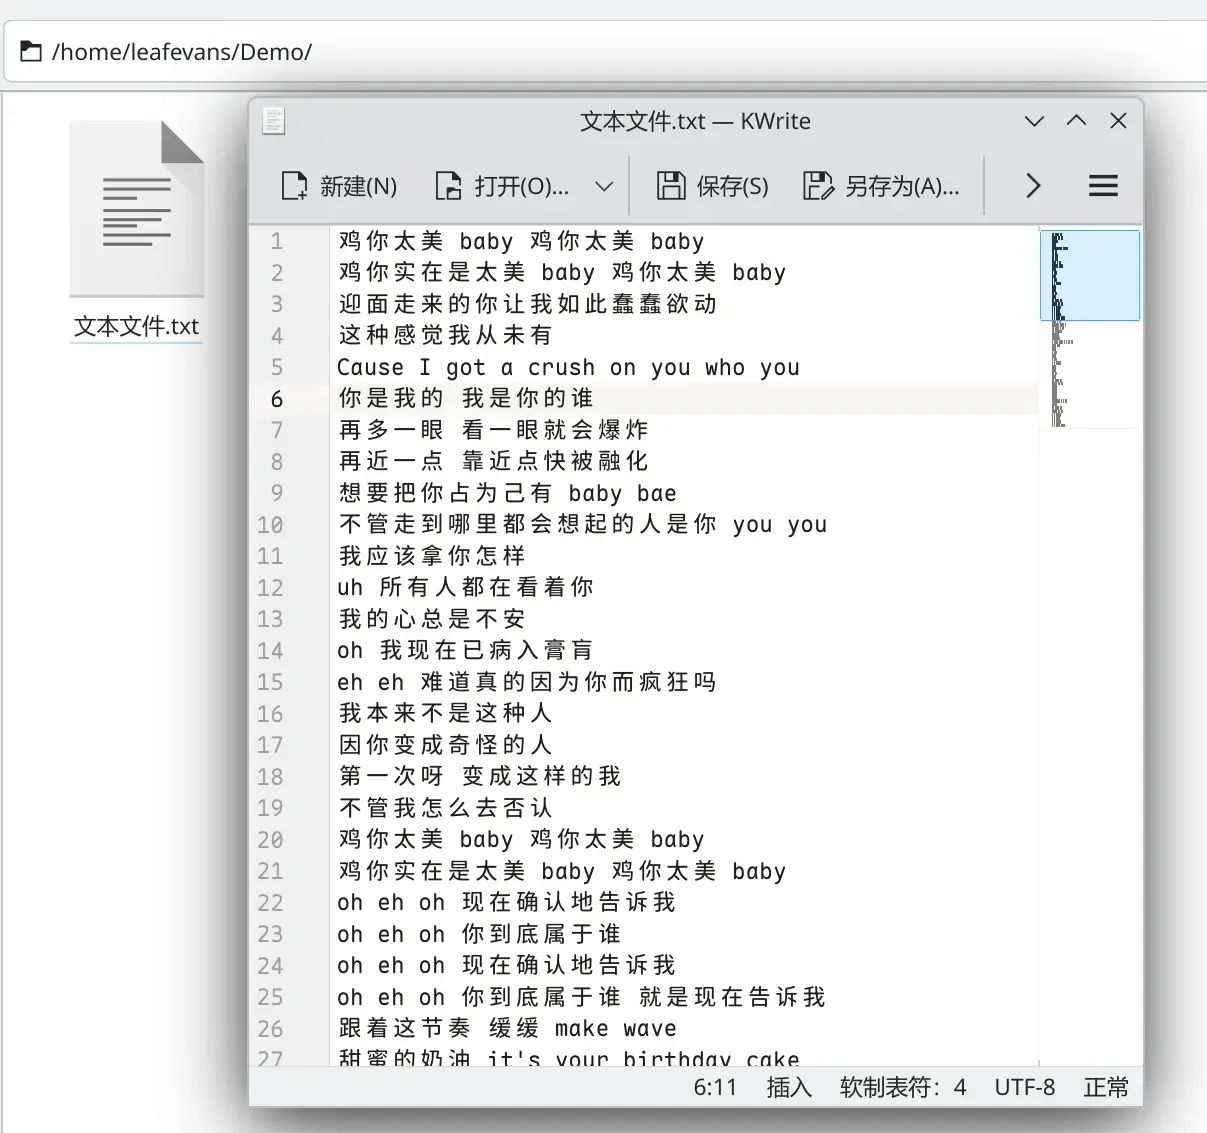 /home/leafevans/Demo/
文本文件.txt
文本文件.txt — KWrite
新建(N) 打开(O)... 保存(S) 另存为(A)...
1 鸡你太美 baby 鸡你太美 baby
2 鸡你实在是太美 baby 鸡你太美 baby
3 迎面走来的你让我如此蠢蠢欲动
4 这种感觉我从未有
5 Cause I got a crush on you who you
6 你是我的 我是你的谁
7 再多一眼 看一眼就会爆炸
8 再近一点 靠近点快被融化
9 想要把你占为己有 baby bae
10 不管走到哪里都会想起的人是你 you you
11 我应该拿你怎样
12 uh 所有人都在看着你
13 我的心总是不安
14 oh 我现在已病入膏肓
15 eh eh 难道真的因为你而疯狂吗
16 我本来不是这种人
17 因你变成奇怪的人
18 第一次呀 变成这样的我
19 不管我怎么去否认
20 鸡你太美 baby 鸡你太美 baby
21 鸡你实在是太美 baby 鸡你太美 baby
22 oh eh oh 现在确认地告诉我
23 oh eh oh 你到底属于谁
24 oh eh oh 现在确认地告诉我
25 oh eh oh 你到底属于谁 就是现在告诉我
26 跟着这节奏 缓缓 make wave
27 甜蜜的奶油 it's your birthday cake
6:11 插入 软制表符：4 UTF-8 正常